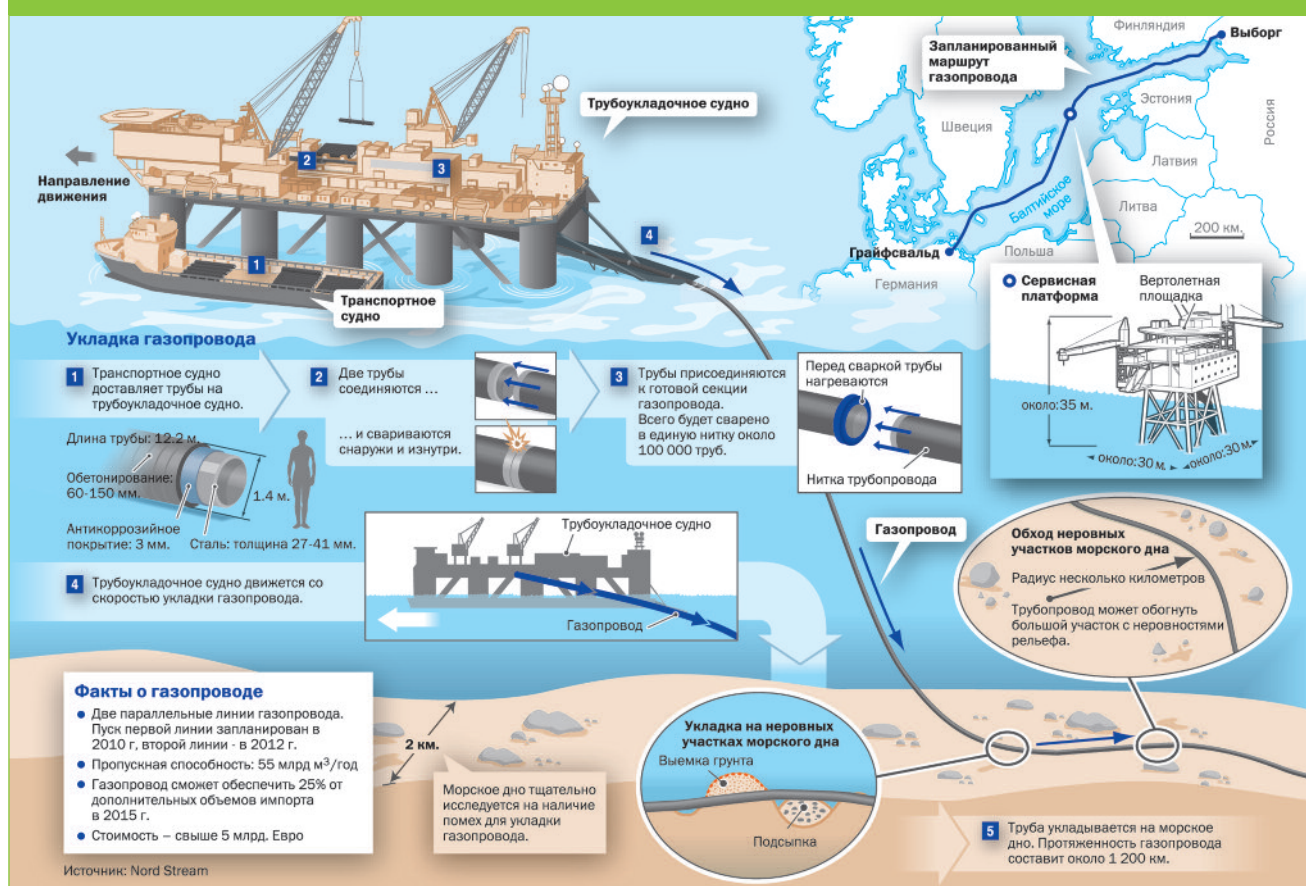 Трубоукладочное судно
Направление
движения
2
3
1
4
Транспортное
судно
Финляндия
Выборг
Запланированный
маршрут
газопровода
Швеция
Эстония
Россия
Латвия
Балтийское
море
Литва
200 км.
Грайфсвальд
Польша
Германия
Сервисная
платформа
Вертолетная
площадка
около:35 м.
около:30 м.
около:30 м.
Укладка газопровода
1 Транспортное судно
доставляет трубы на
трубоукладочное судно.
Длина трубы: 12.2 м.
Обетонирование:
60-150 мм.
1.4 м.
Антикоррозийное
покрытие: 3 мм.
Сталь: толщина 27-41 мм.
2 Две трубы
соединяются ...
... и свариваются
снаружи и изнутри.
3 Трубы присоединяются
к готовой секции
газопровода.
Всего будет сварено
в единую нитку около
100 000 труб.
Перед сваркой трубы
нагреваются
Нитка трубопровода
4 Трубоукладочное судно движется со
скоростью укладки газопровода.
Трубоукладочное судно
Газопровод
Газопровод
Обход неровных
участков морского дна
Радиус несколько километров
Трубопровод может обогнуть
большой участок с неровностями
рельефа.
Факты о газопроводе
• Две параллельные линии газопровода.
Пуск первой линии запланирован в
2010 г, второй линии - в 2012 г.
• Пропускная способность: 55 млрд м³/год
• Газопровод сможет обеспечить 25% от
дополнительных объемов импорта
в 2015 г.
• Стоимость – свыше 5 млрд. Евро
Источник: Nord Stream
2 км.
Морское дно тщательно
исследуется на наличие
помех для укладки
газопровода.
Укладка на неровных
участках морского дна
Выемка грунта
Подсыпка
5 Труба укладывается на морское
дно. Протяженность газопровода
составит около 1 200 км.